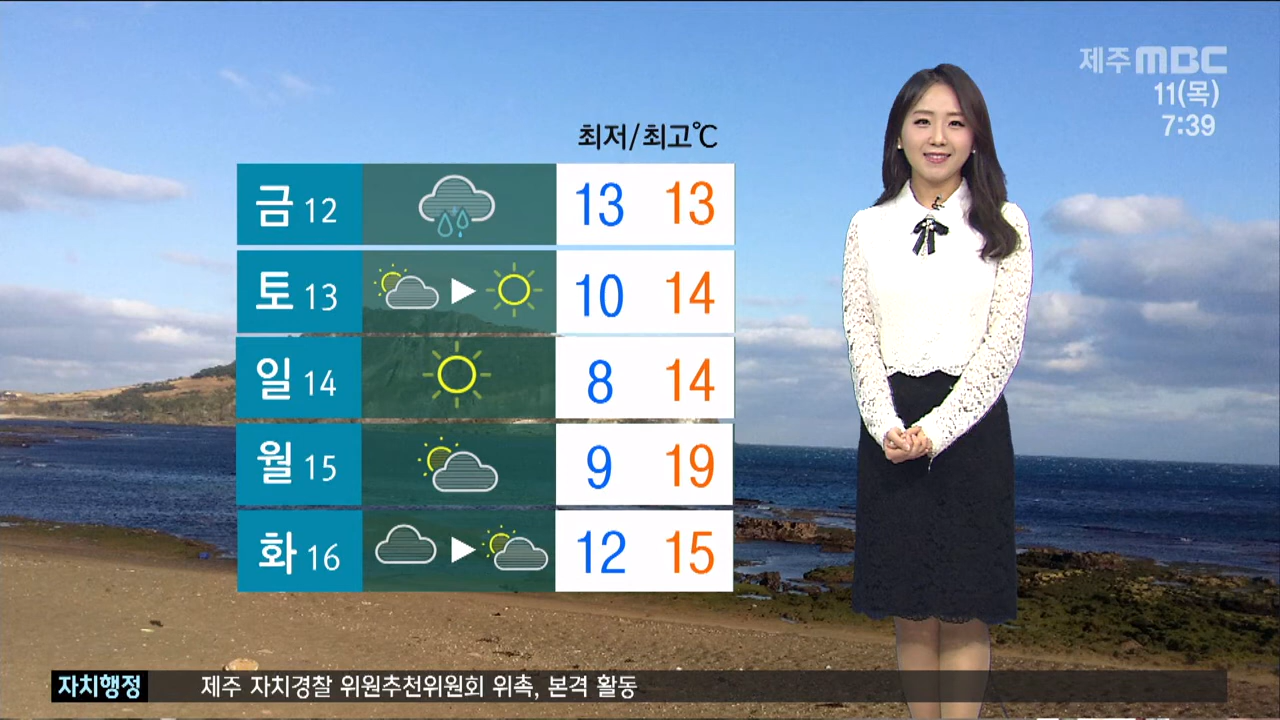 제주MBC
11(목)
7:39
최저/최고℃
금 12 13 13
토 13 10 14
일 14 8 14
월 15 9 19
화 16 12 15
자치행정 제주 자치경찰 위원추천위원회 위촉, 본격 활동